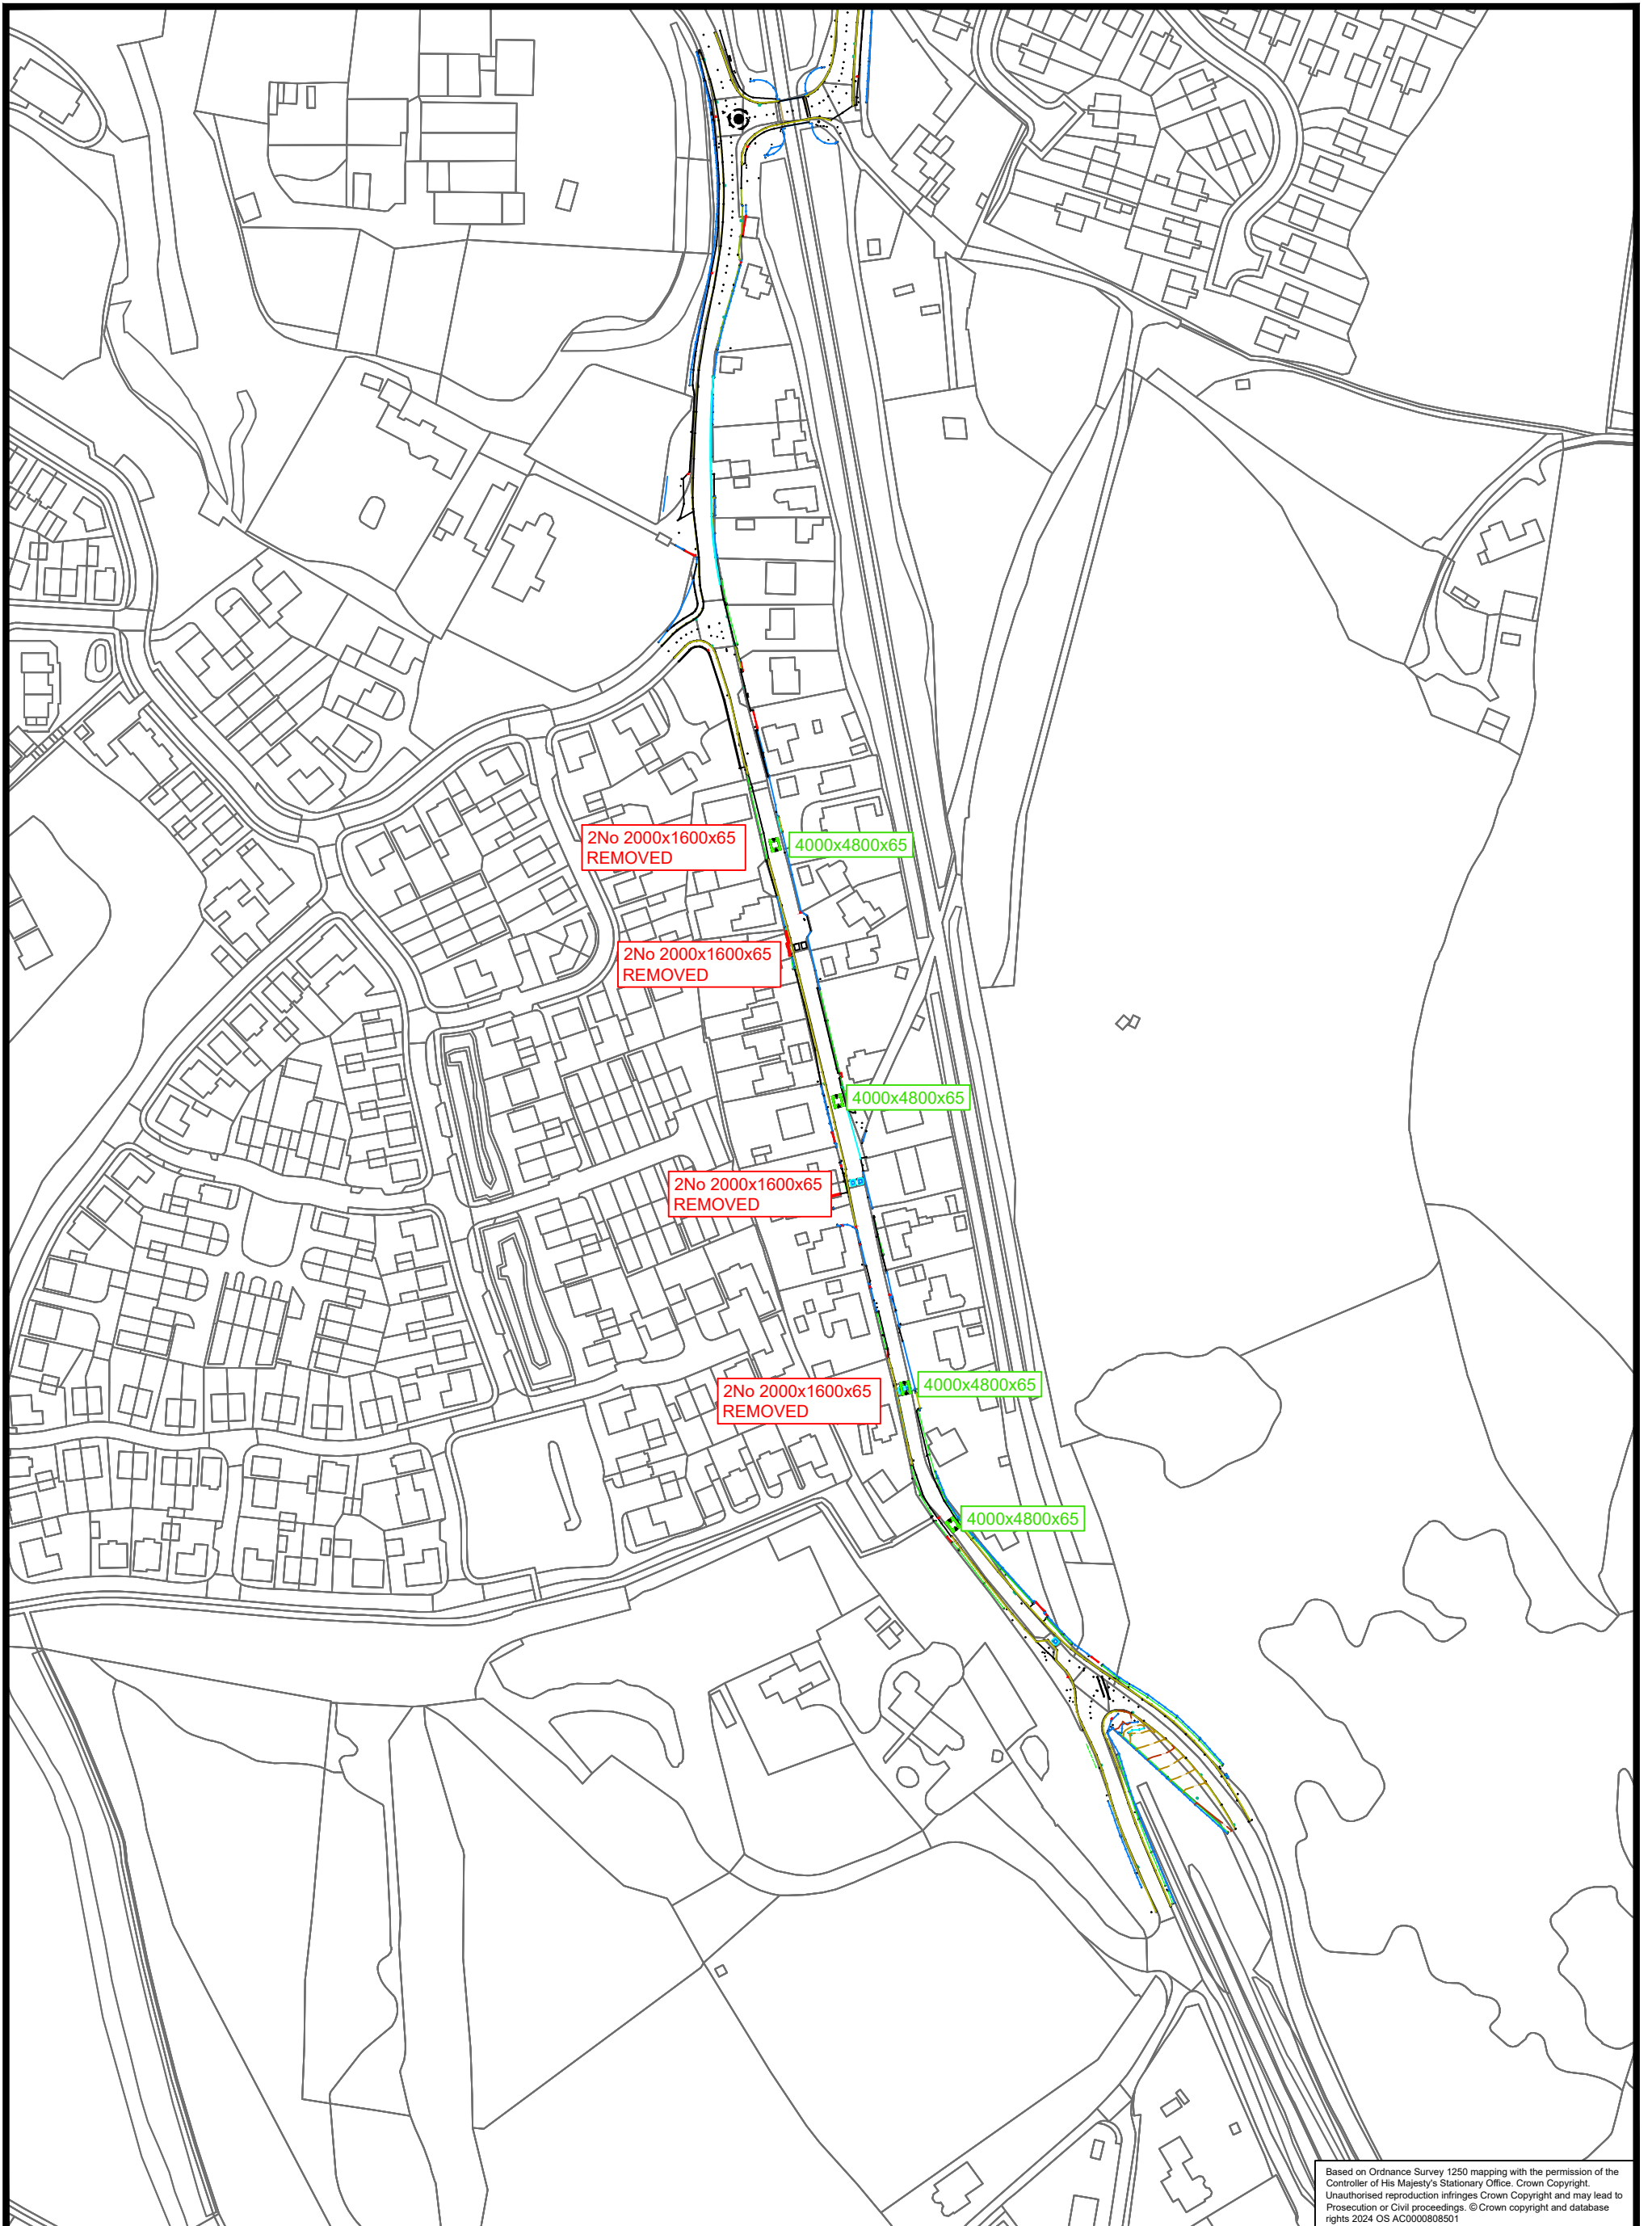 2No 2000x1600x65
REMOVED
4000x4800x65
2No 2000x1600x65
REMOVED
4000x4800x65
2No 2000x1600x65
REMOVED
4000x4800x65
2No 2000x1600x65
REMOVED
4000x4800x65
Based on Ordnance Survey 1250 mapping with the permission of the
Controller of His Majesty's Stationary Office. Crown Copyright.
Unauthorised reproduction infringes Crown Copyright and may lead to
Prosecution or Civil proceedings. © Crown copyright and database
rights 2024 OS AC0000808501